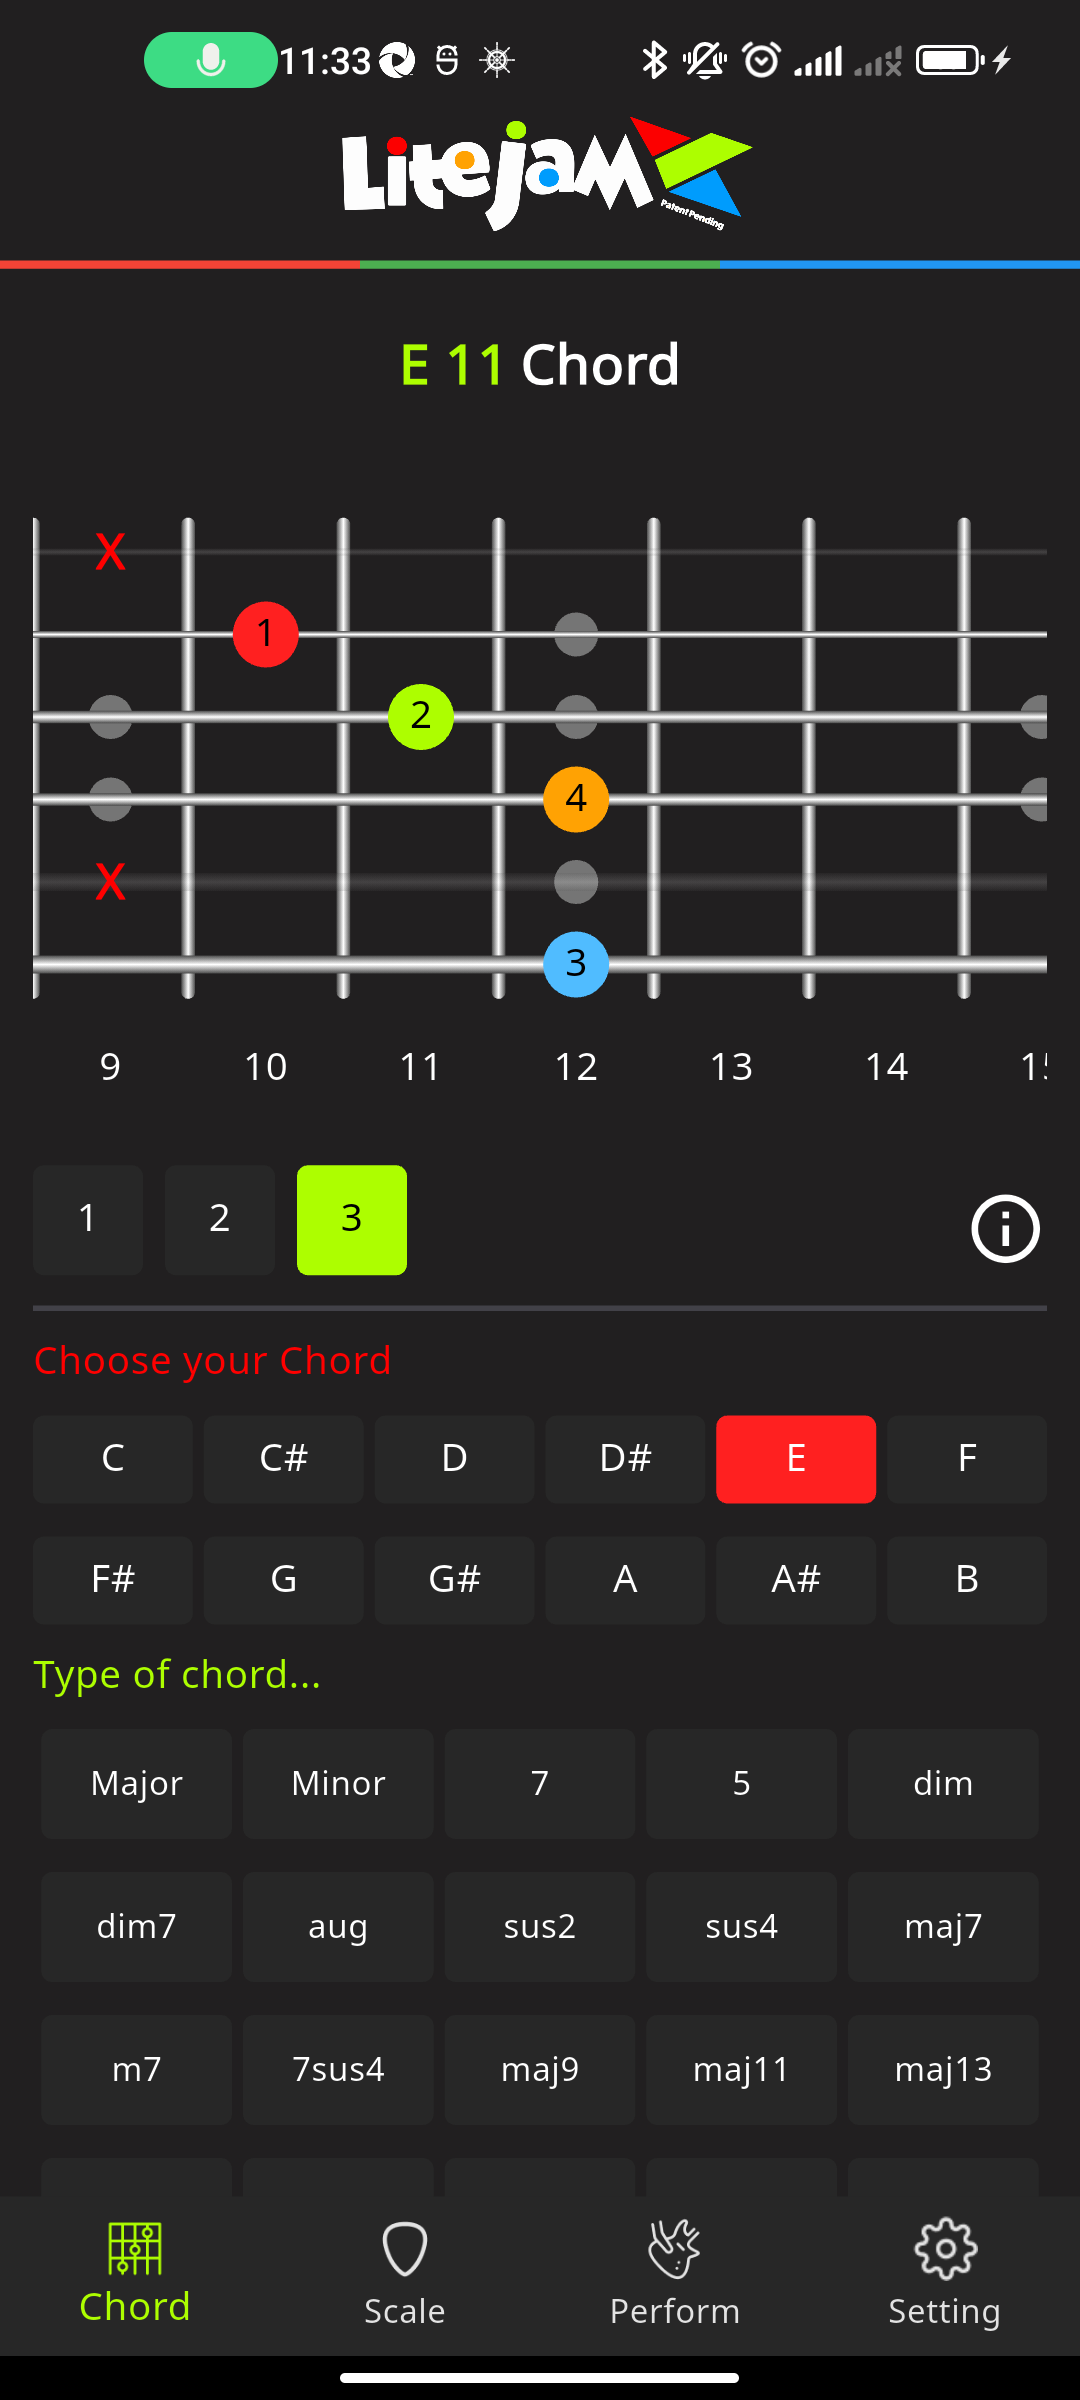 11:33
LiteJam
Patent Pending
E 11 Chord
X
1
2
4
X
3
9 10 11 12 13 14
1 2 3
Choose your Chord
C C# D D# E F
F# G G# A A# B
Type of chord...
Major Minor 7 5 dim
dim7 aug sus2 sus4 maj7
m7 7sus4 maj9 maj11 maj13
Chord Scale Perform Setting